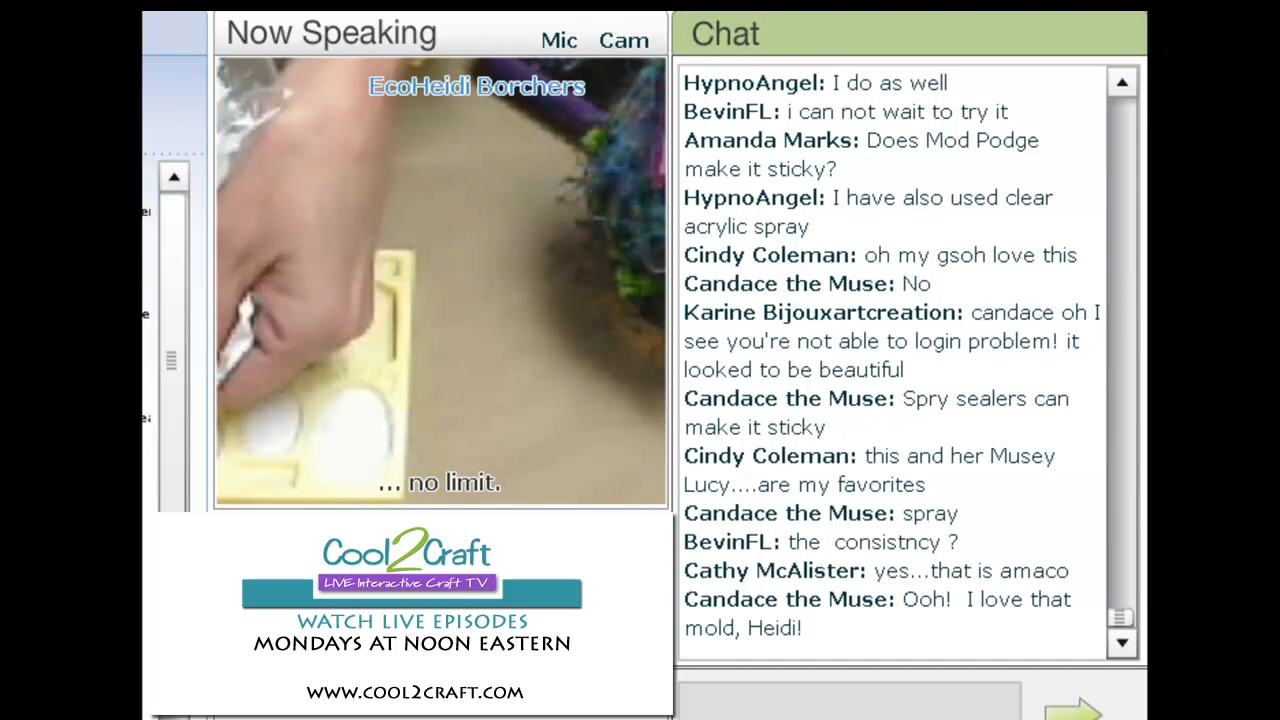 Now Speaking
Mic Cam
EcoHeidi Borchers
... no limit.
Cool2Craft
LIVE Interactive Craft TV
WATCH LIVE EPISODES
MONDAYS AT NOON EASTERN
WWW.COOL2CRAFT.COM
Chat
HypnoAngel: I do as well
BevinFL: i can not wait to try it
Amanda Marks: Does Mod Podge
make it sticky?
HypnoAngel: I have also used clear
acrylic spray
Cindy Coleman: oh my gsoh love this
Candace the Muse: No
Karine Bijouxartcreation: candace oh I
see you're not able to login problem! it
looked to be beautiful
Candace the Muse: Spry sealers can
make it sticky
Cindy Coleman: this and her Musey
Lucy....are my favorites
Candace the Muse: spray
BevinFL: the  consistncy ?
Cathy McAlister: yes...that is amaco
Candace the Muse: Ooh!  I love that
mold, Heidi!